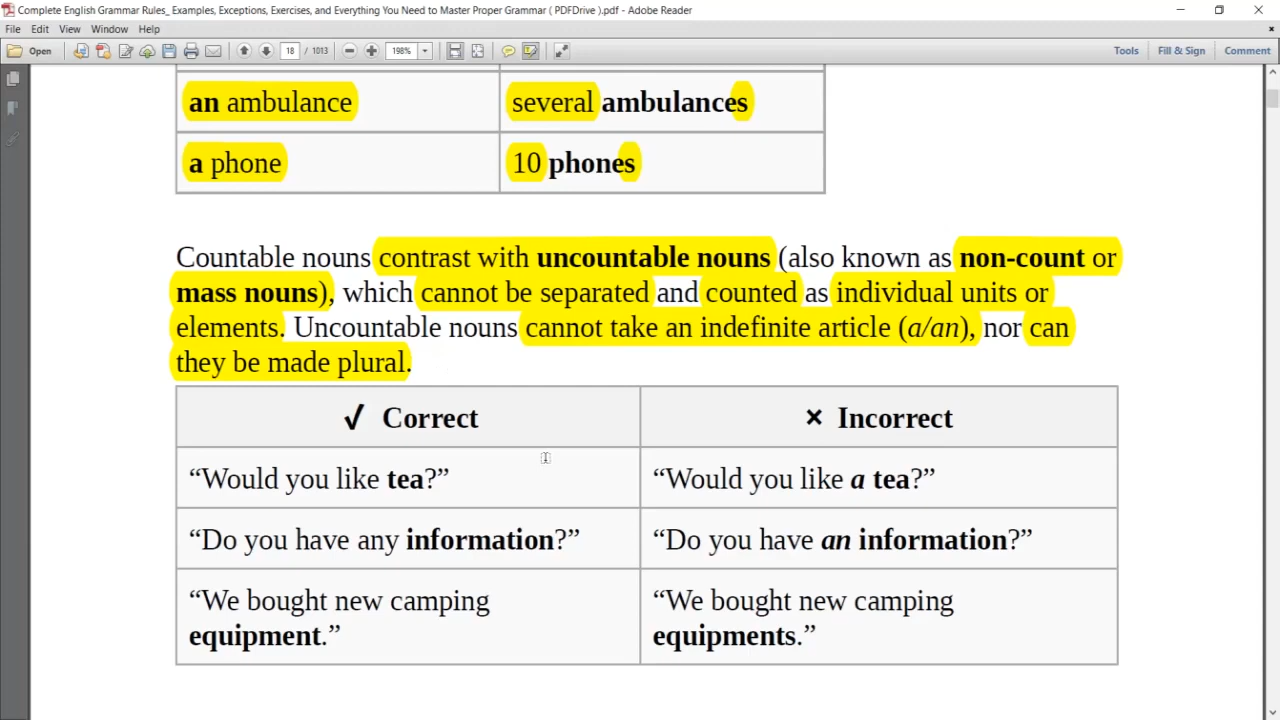 Complete English Grammar Rules_ Examples, Exceptions, Exercises, and Everything You Need to Master Proper Grammar ( PDFDrive ).pdf - Adobe Reader
File Edit View Window Help
Open 18 / 1013 198% Tools Fill & Sign Comment
an ambulance several ambulances
a phone 10 phones
Countable nouns contrast with uncountable nouns (also known as non-count or
mass nouns), which cannot be separated and counted as individual units or
elements. Uncountable nouns cannot take an indefinite article (a/an), nor can
they be made plural.
✓ Correct × Incorrect
“Would you like tea?” “Would you like a tea?”
“Do you have any information?” “Do you have an information?”
“We bought new camping “We bought new camping
equipment.” equipments.”